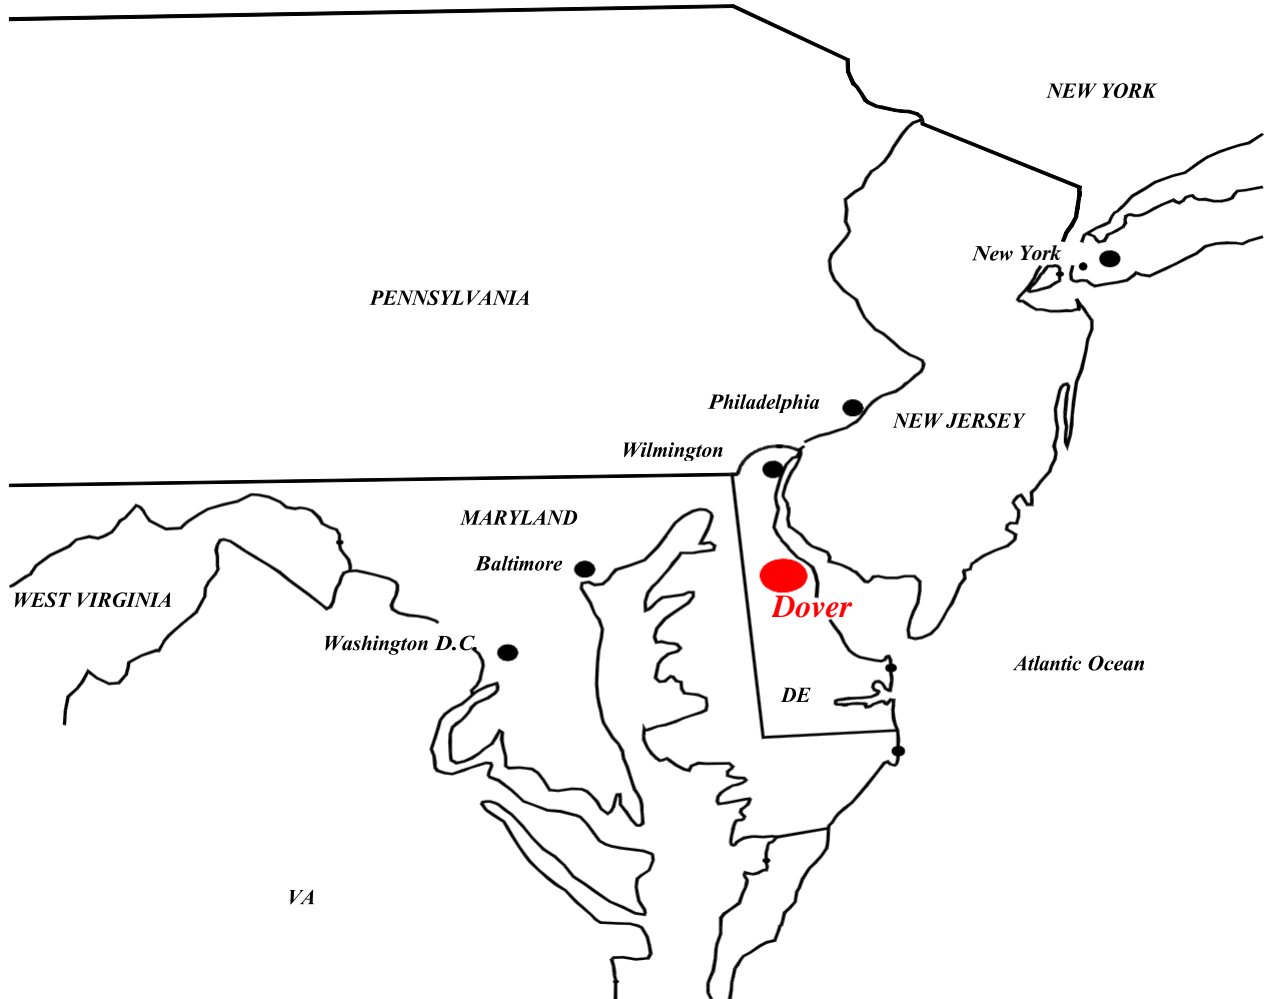 NEW YORK
New York
PENNSYLVANIA
Philadelphia
NEW JERSEY
Wilmington
MARYLAND
Baltimore
WEST VIRGINIA
Dover
Washington D.C.
Atlantic Ocean
DE
VA